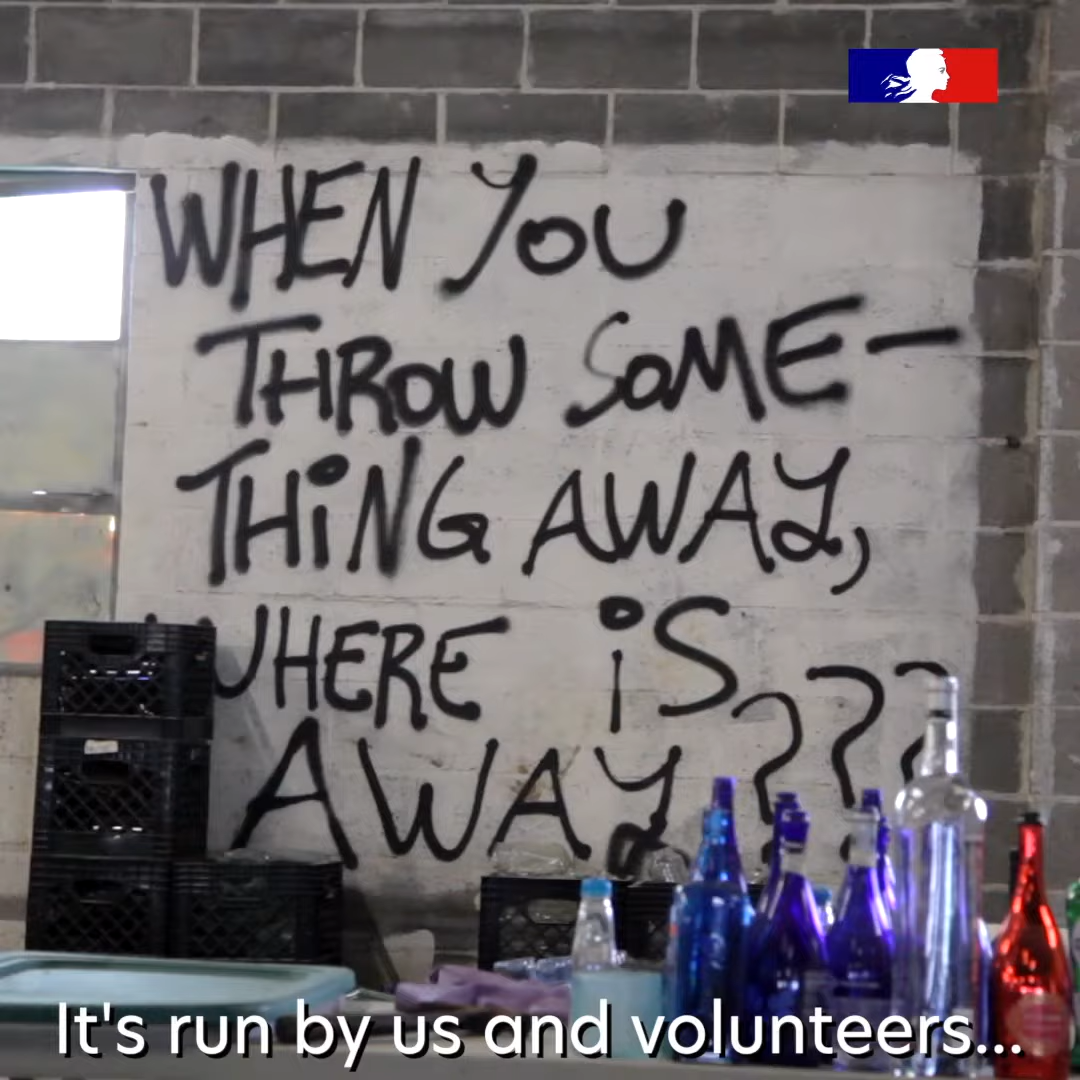 WHEN YOU
THROW SOME-
THiNG AWAY,
WHERE iS
AWAY???
It's run by us and volunteers...